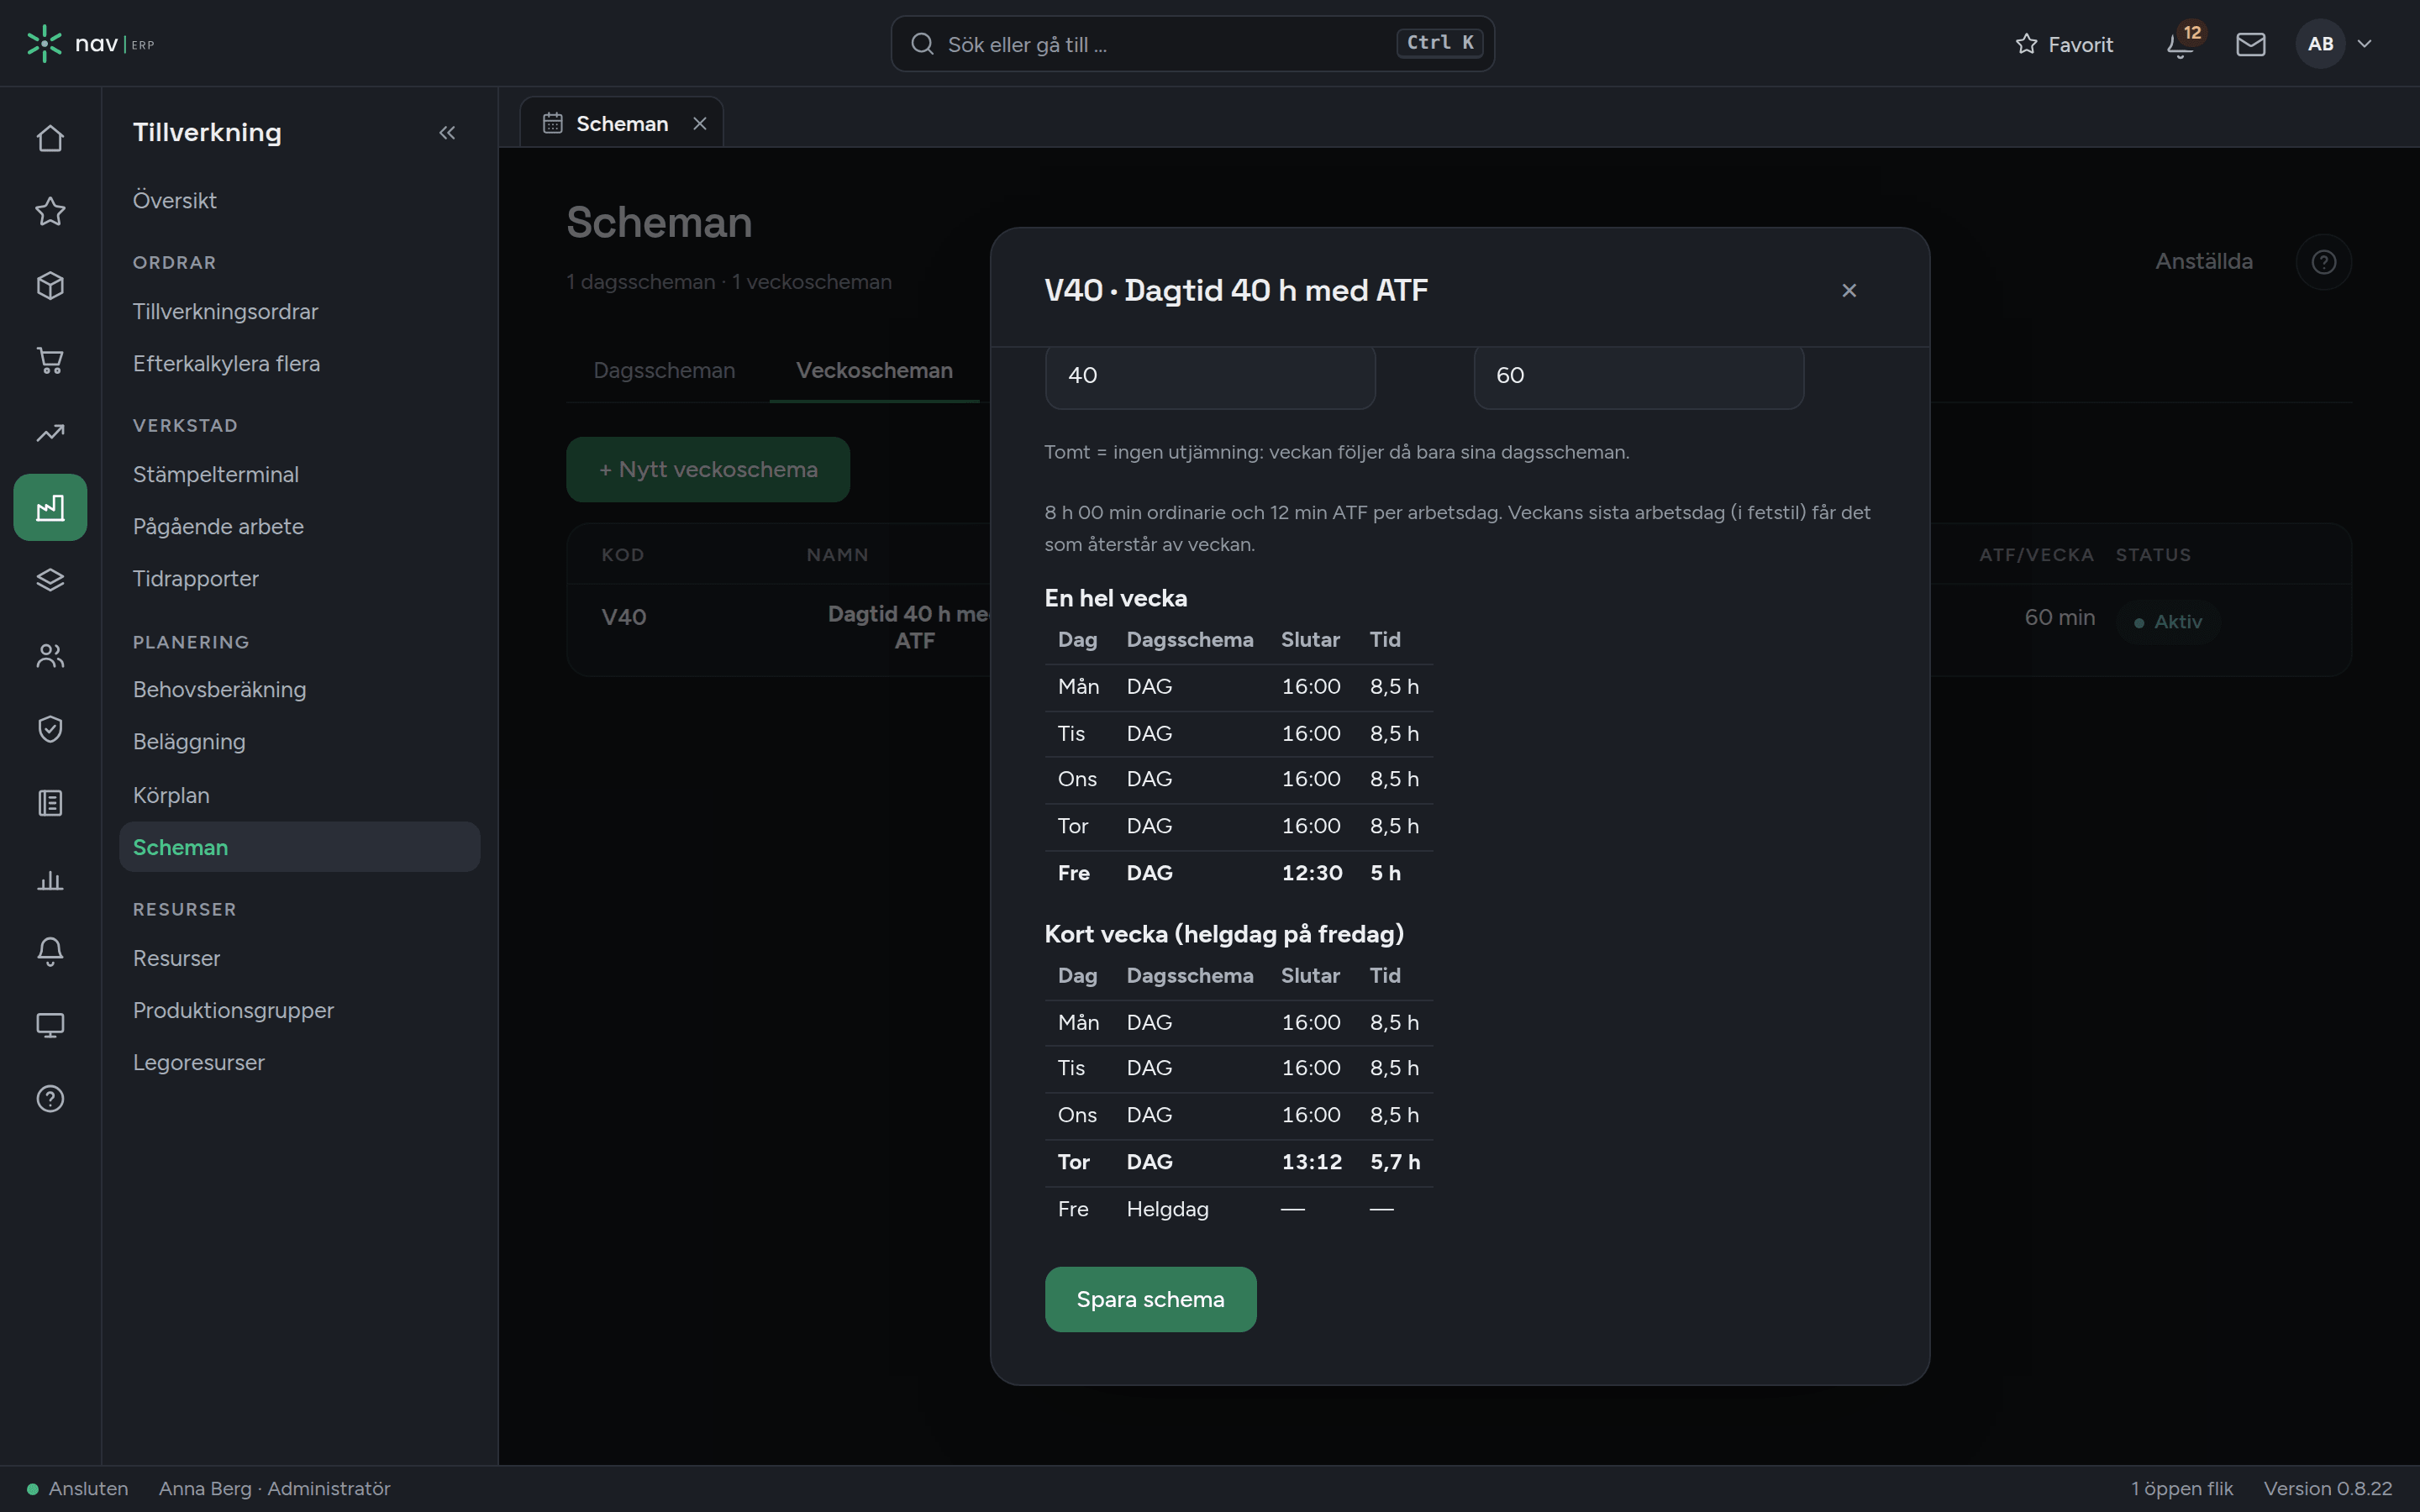 nav | ERP
Sök eller gå till ...
Ctrl K
Favorit
12
AB
Tillverkning
Översikt
ORDRAR
Tillverkningsordrar
Efterkalkylera flera
VERKSTAD
Stämpelterminal
Pågående arbete
Tidrapporter
PLANERING
Behovsberäkning
Beläggning
Körplan
Scheman
RESURSER
Resurser
Produktionsgrupper
Legoresurser
Scheman
Scheman
1 dagsscheman · 1 veckoscheman
Anställda
Dagsscheman
Veckoscheman
+ Nytt veckoschema
KOD NAMN ATF/VECKA STATUS
V40 Dagtid 40 h me 60 min Aktiv
ATF
V40 · Dagtid 40 h med ATF
40 60
Tomt = ingen utjämning: veckan följer då bara sina dagsscheman.
8 h 00 min ordinarie och 12 min ATF per arbetsdag. Veckans sista arbetsdag (i fetstil) får det
som återstår av veckan.
En hel vecka
Dag Dagsschema Slutar Tid
Mån DAG 16:00 8,5 h
Tis DAG 16:00 8,5 h
Ons DAG 16:00 8,5 h
Tor DAG 16:00 8,5 h
Fre DAG 12:30 5 h
Kort vecka (helgdag på fredag)
Dag Dagsschema Slutar Tid
Mån DAG 16:00 8,5 h
Tis DAG 16:00 8,5 h
Ons DAG 16:00 8,5 h
Tor DAG 13:12 5,7 h
Fre Helgdag — —
Spara schema
Ansluten Anna Berg · Administratör
1 öppen flik Version 0.8.22